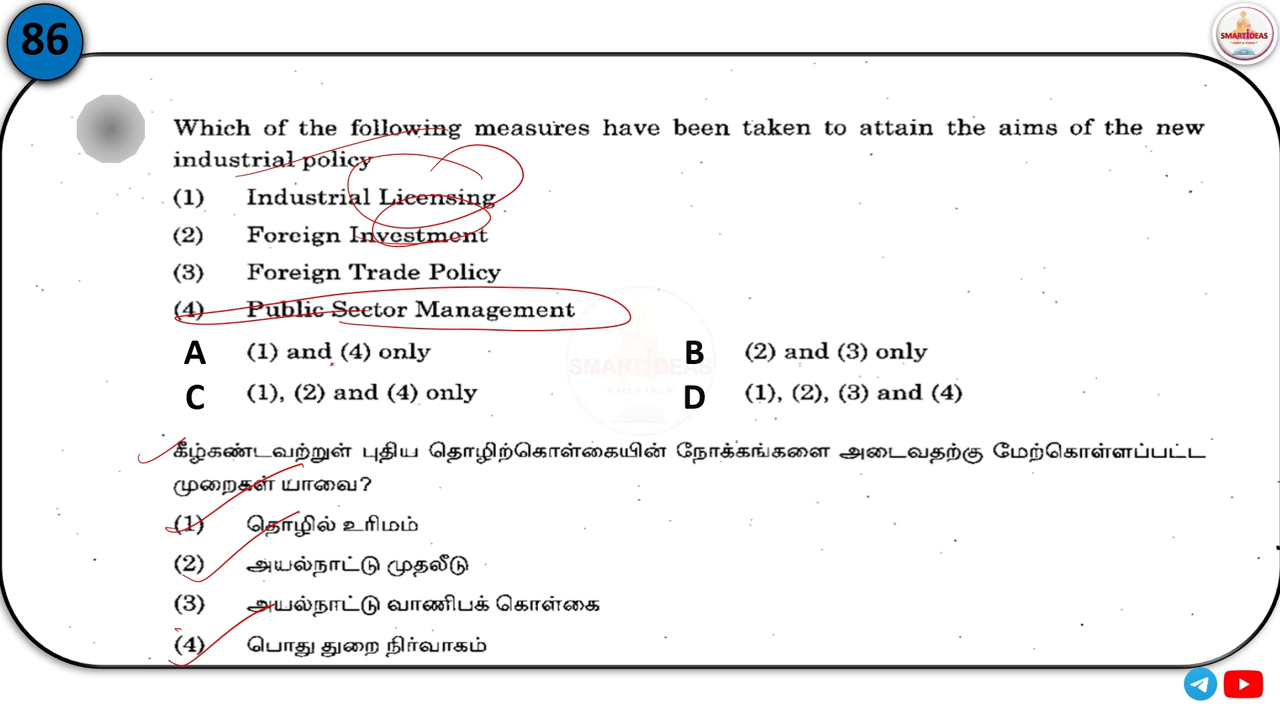 86
SMARTIDEAS
Which of the following measures have been taken to attain the aims of the new
industrial policy
(1) Industrial Licensing
(2) Foreign Investment
(3) Foreign Trade Policy
(4) Public Sector Management
A (1) and (4) only
B (2) and (3) only
C (1), (2) and (4) only
D (1), (2), (3) and (4)
SMARTIDEAS
கீழ்கண்டவற்றுள் புதிய தொழிற்கொள்கையின் நோக்கங்களை அடைவதற்கு மேற்கொள்ளப்பட்ட
முறைகள் யாவை?
(1) தொழில் உரிமம்
(2) அயல்நாட்டு முதலீடு
(3) அயல்நாட்டு வாணிபக் கொள்கை
(4) பொது துறை நிர்வாகம்